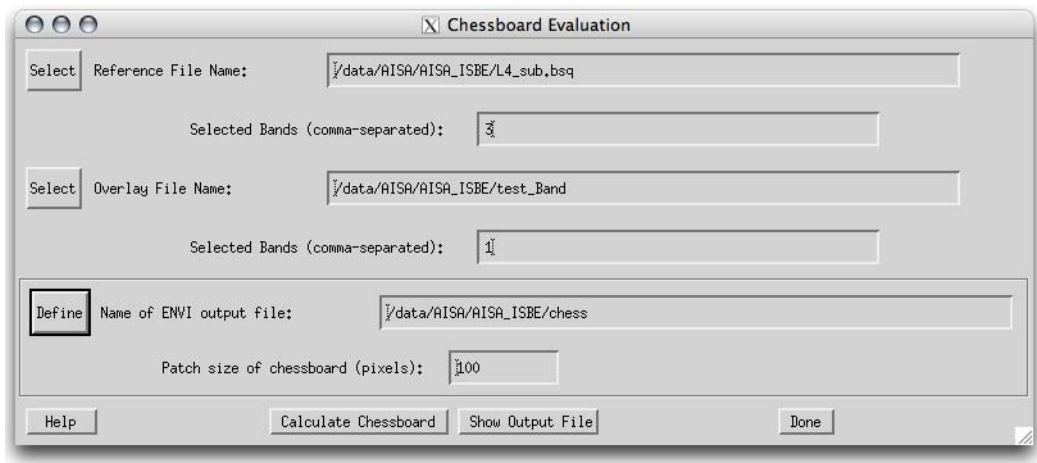 X Chessboard Evaluation
Select Reference File Name: /data/AISA/AISA_ISBE/L4_sub.bsq
Selected Bands (comma-separated): 3
Select Overlay File Name: /data/AISA/AISA_ISBE/test_Band
Selected Bands (comma-separated): 1
Define Name of ENVI output file: /data/AISA/AISA_ISBE/chess
Patch size of chessboard (pixels): 100
Help Calculate Chessboard Show Output File Done